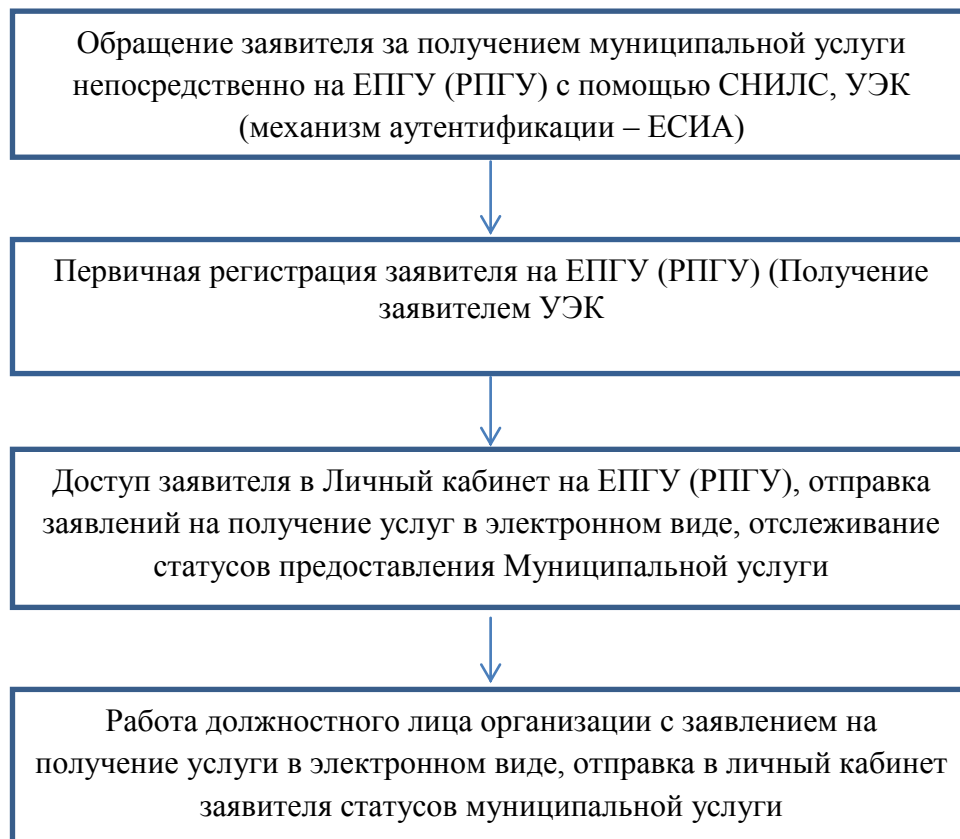 Обращение заявителя за получением муниципальной услуги
непосредственно на ЕПГУ (РПГУ) с помощью СНИЛС, УЭК
(механизм аутентификации – ЕСИА)
Первичная регистрация заявителя на ЕПГУ (РПГУ) (Получение
заявителем УЭК
Доступ заявителя в Личный кабинет на ЕПГУ (РПГУ), отправка
заявлений на получение услуг в электронном виде, отслеживание
статусов предоставления Муниципальной услуги
Работа должностного лица организации с заявлением на
получение услуги в электронном виде, отправка в личный кабинет
заявителя статусов муниципальной услуги